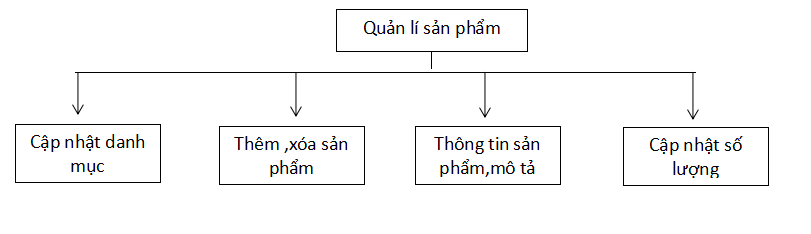 Quản lí sản phẩm
Cập nhật danh
mục
Thêm ,xóa sản
phẩm
Thông tin sản
phẩm,mô tả
Cập nhật số
lượng